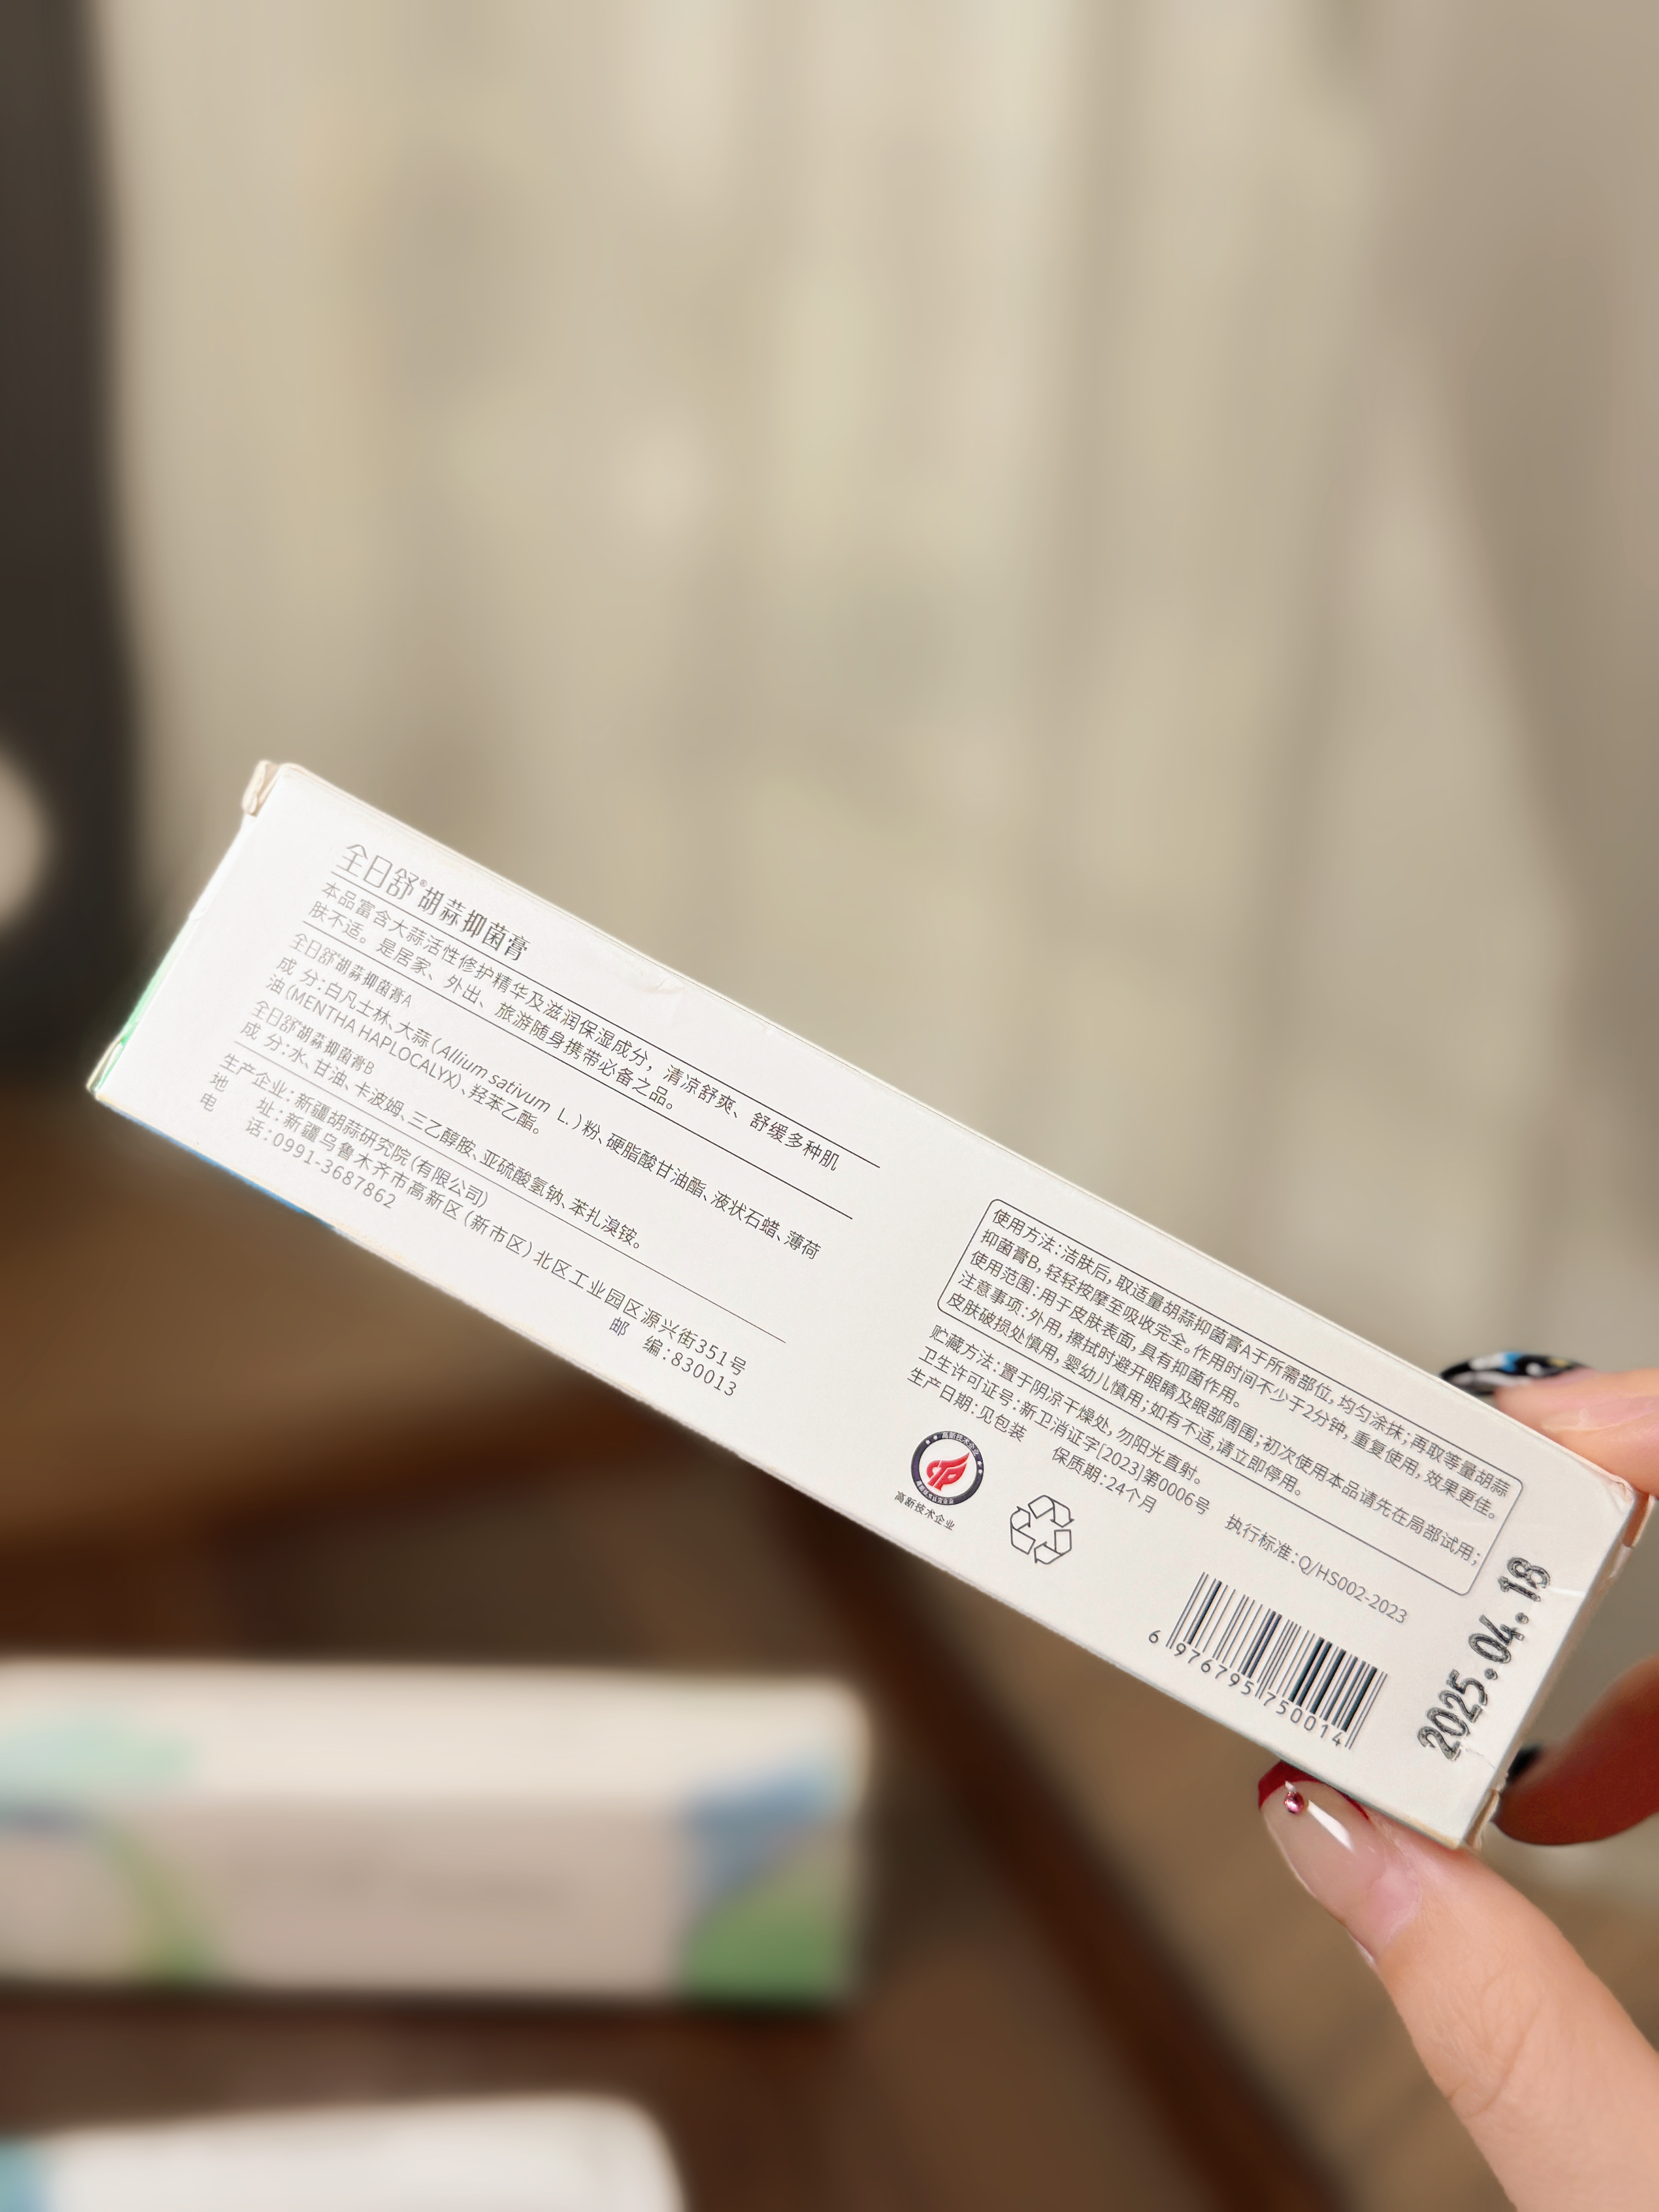 全日舒®胡蒜抑菌膏
本品富含大蒜活性修护精华及滋润保湿成分，清凉舒爽、舒缓多种肌
肤不适。是居家、外出、旅游随身携带必备之品。
全日舒®胡蒜抑菌膏A
成 分：白凡士林、大蒜（Allium sativum L.）粉、硬脂酸甘油酯、液状石蜡、薄荷
油（MENTHA HAPLOCALYX）、羟苯乙酯。
全日舒®胡蒜抑菌膏B
成 分：水、甘油、卡波姆、三乙醇胺、亚硫酸氢钠、苯扎溴铵。
生产企业：新疆胡蒜研究院（有限公司）
地 址：新疆乌鲁木齐市高新区（新市区）北区工业园区源兴街351号
电 话：0991-3687862 邮 编：830013
使用方法：洁肤后，取适量胡蒜抑菌膏A于所需部位，均匀涂抹；再取等量胡蒜
抑菌膏B，轻轻按摩至吸收完全。作用时间不少于2分钟，重复使用，效果更佳。
使用范围：用于皮肤表面，具有抑菌作用。
注意事项：外用，擦拭时避开眼睛及眼部周围；初次使用本品请先在局部试用；
皮肤破损处慎用，婴幼儿慎用；如有不适，请立即停用。
贮藏方法：置于阴凉干燥处，勿阳光直射。
卫生许可证号：新卫消证字[2023]第0006号 执行标准：Q/HS002-2023
生产日期：见包装 保质期：24个月
高新技术企业
高新技术企业
6 976795 750014
2025.04.18